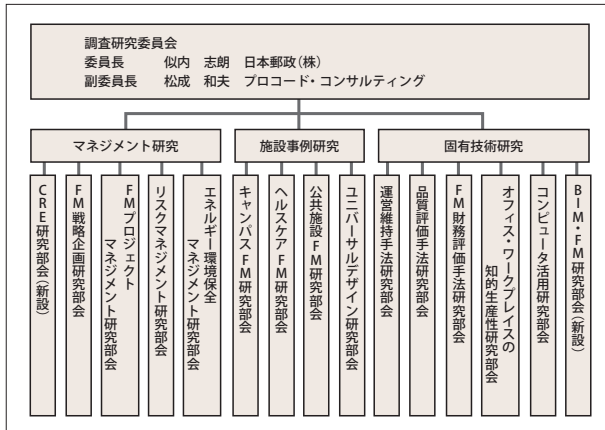 調査研究委員会
委員長 似内 志朗 日本郵政(株)
副委員長 松成 和夫 プロコード・コンサルティング
マネジメント研究
施設事例研究
固有技術研究
CRE研究部会(新設)
FM戦略企画研究部会
FMプロジェクト
マネジメント研究部会
リスクマネジメント研究部会
エネルギー環境保全
マネジメント研究部会
キャンパスFM研究部会
ヘルスケアFM研究部会
公共施設FM研究部会
ユニバーサルデザイン研究部会
運営維持手法研究部会
品質評価手法研究部会
FM財務評価手法研究部会
オフィス・ワークプレイスの
知的生産性研究部会
コンピュータ活用研究部会
BIM・FM研究部会(新設)